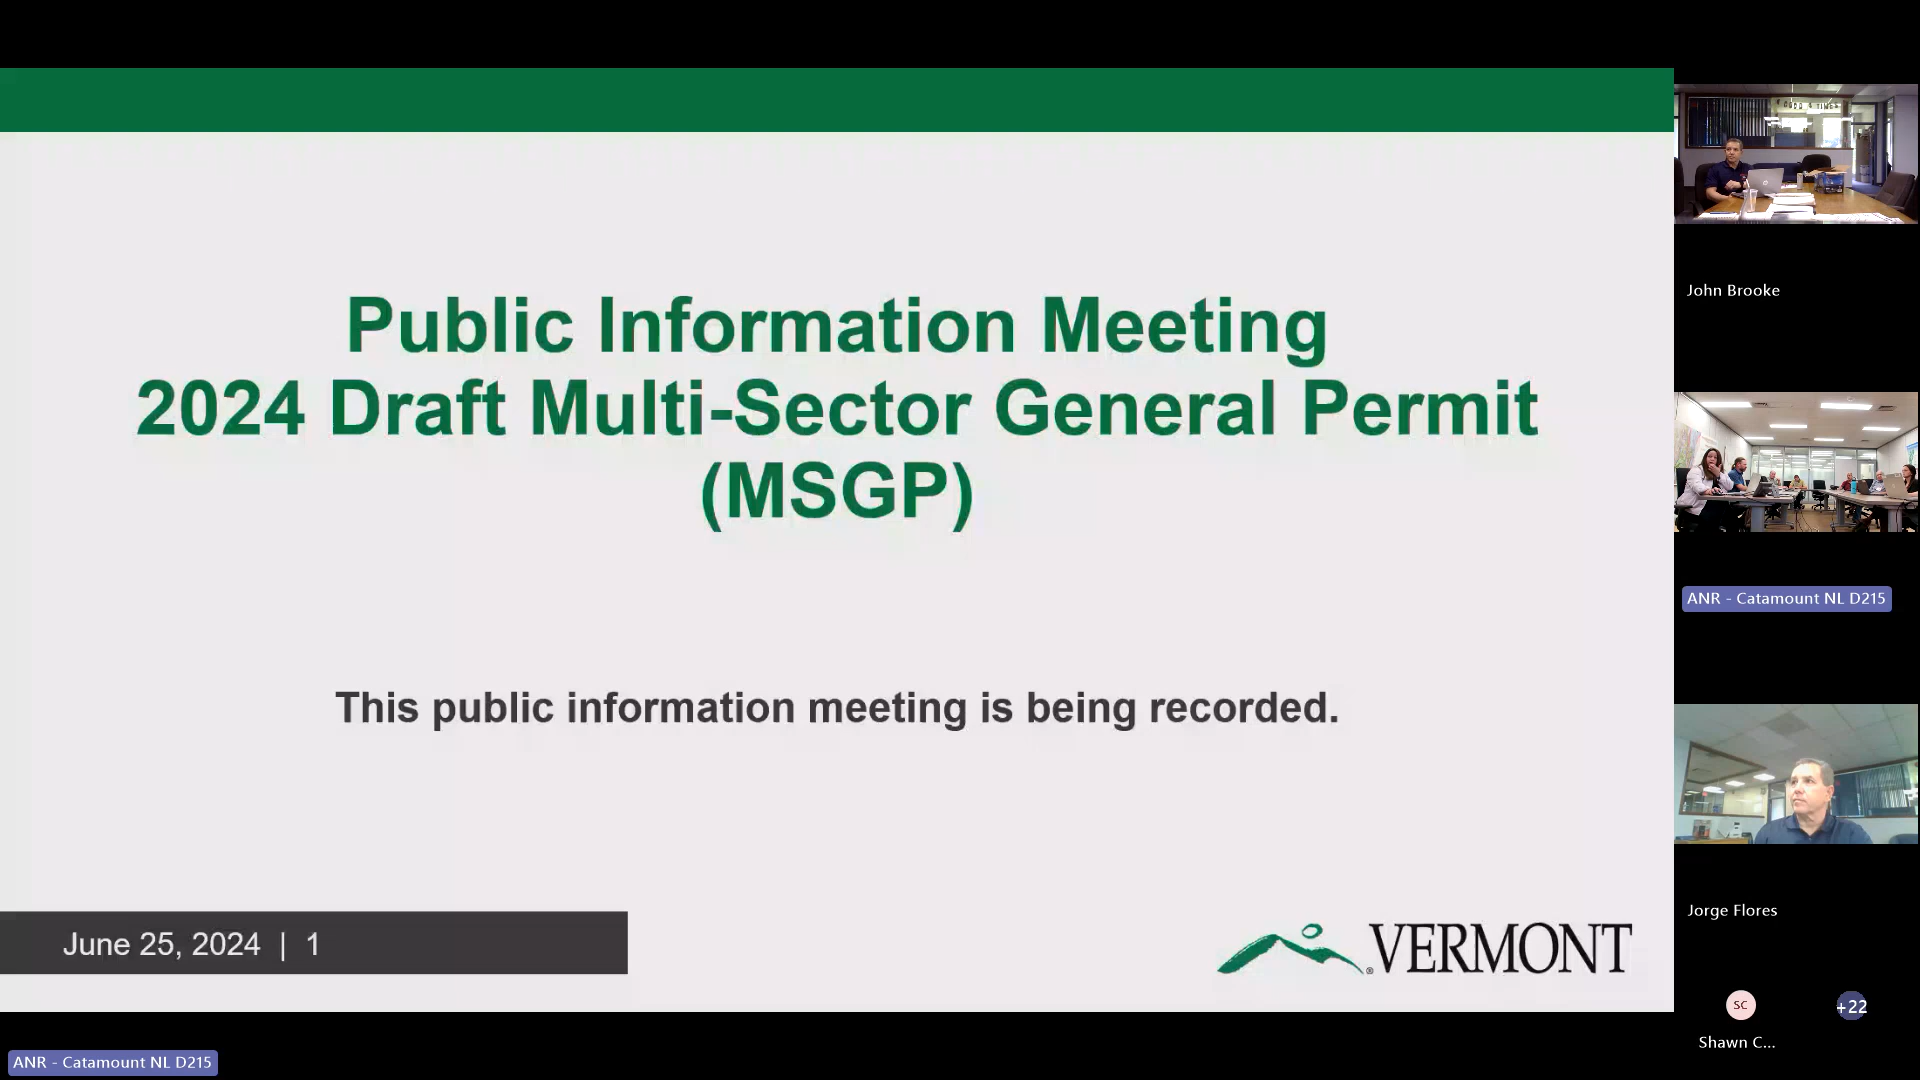 Public Information Meeting
2024 Draft Multi-Sector General Permit
(MSGP)
This public information meeting is being recorded.
June 25, 2024 | 1
VERMONT
ANR - Catamount NL D215
John Brooke
ANR - Catamount NL D215
Jorge Flores
SC
+22
Shawn C...